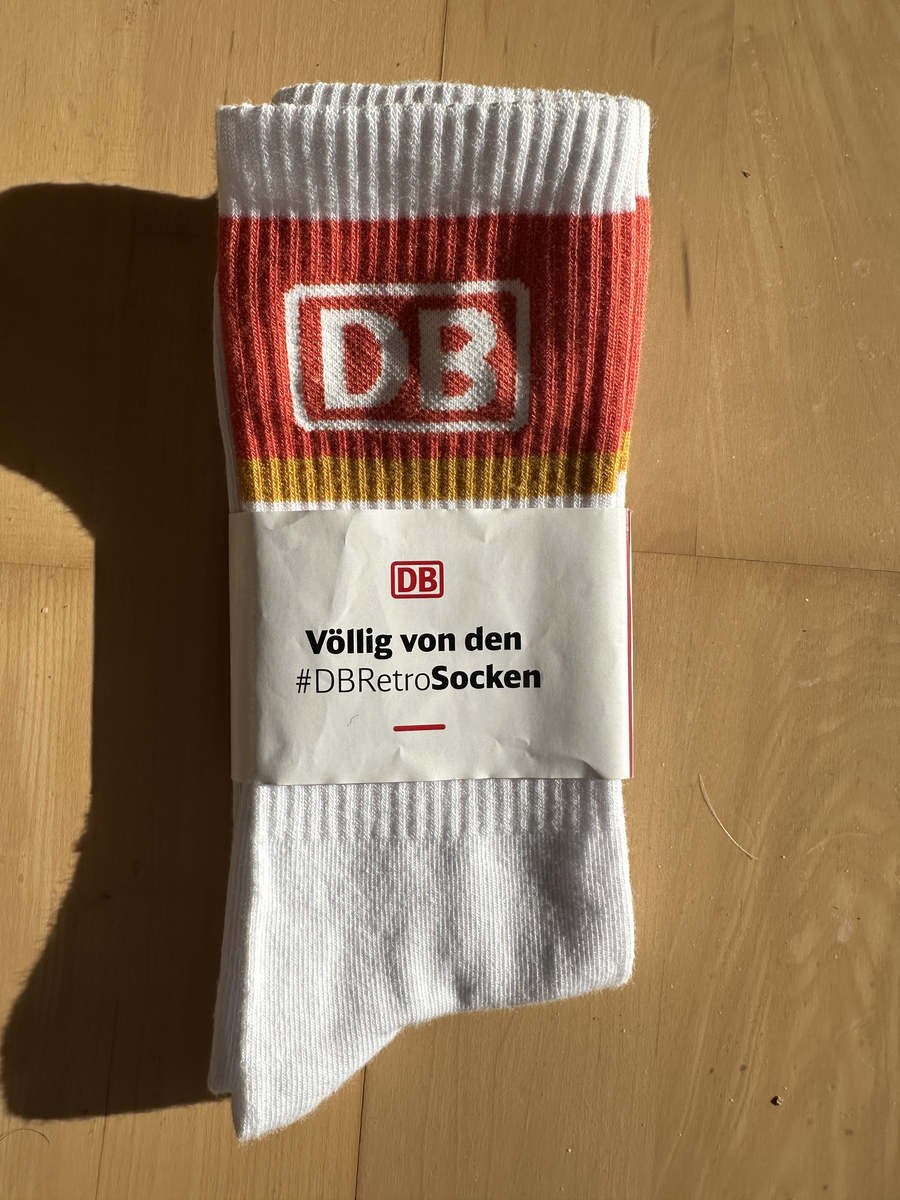 DB
DB
Völlig von den
#DBRetroSocken